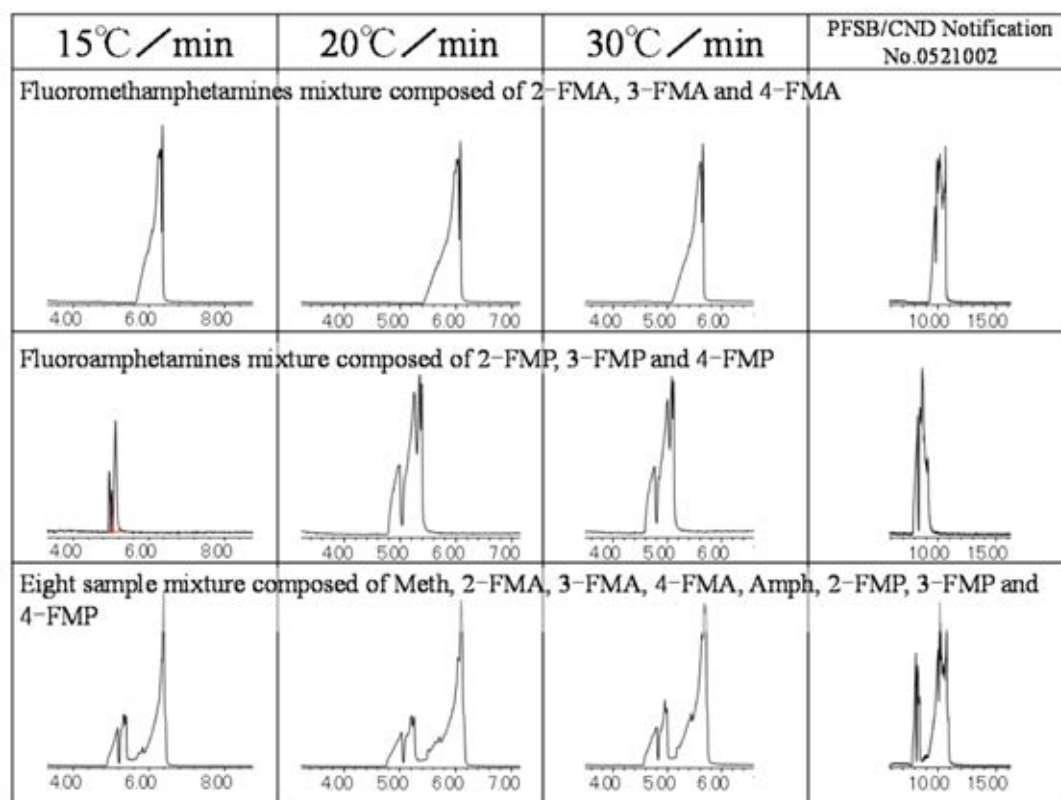 15℃／min
20℃／min
30℃／min
PFSB/CND Notification
No.0521002
Fluoromethamphetamines mixture composed of 2-FMA, 3-FMA and 4-FMA
4.00 6.00 8.00
4.00 5.00 6.00 7.00
4.00 5.00 6.00
10.00 15.00
Fluoroamphetamines mixture composed of 2-FMP, 3-FMP and 4-FMP
4.00 6.00 8.00
4.00 5.00 6.00 7.00
4.00 5.00 6.00
10.00 15.00
Eight sample mixture composed of Meth, 2-FMA, 3-FMA, 4-FMA, Amph, 2-FMP, 3-FMP and
4-FMP
4.00 6.00 8.00
4.00 5.00 6.00 7.00
4.00 5.00 6.00
10.00 15.00